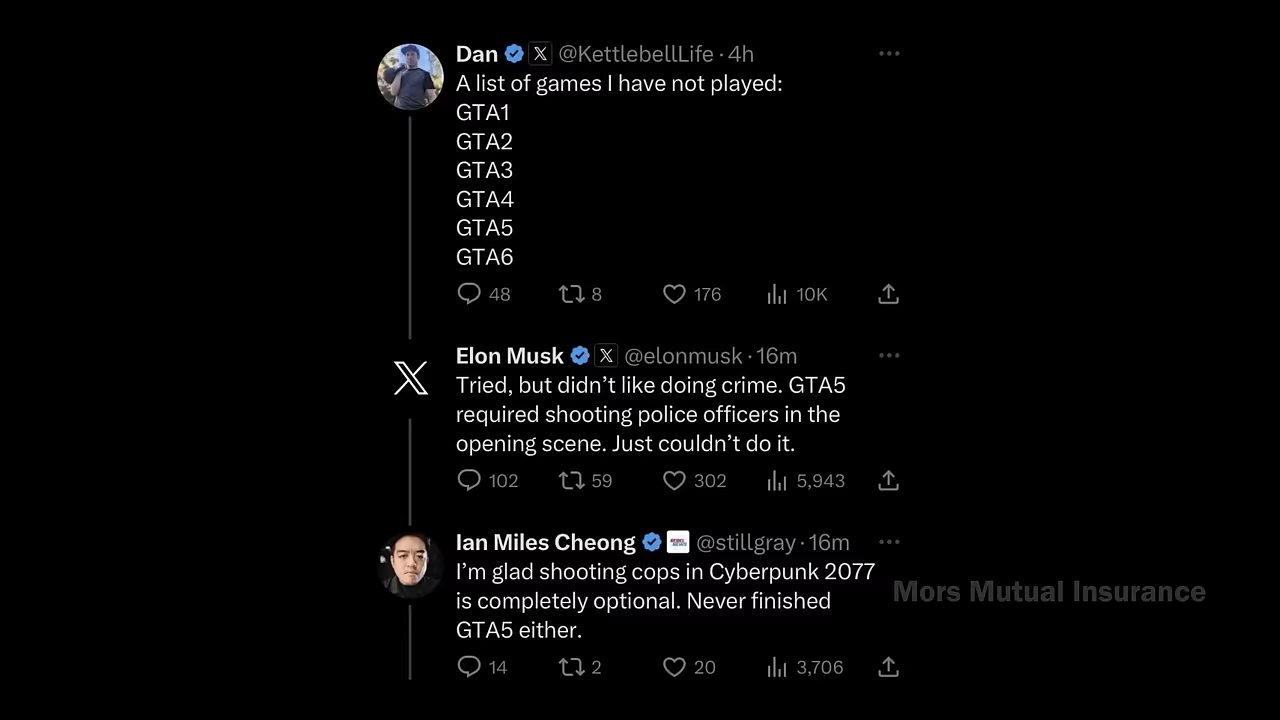 Dan @KettlebellLife · 4h
A list of games I have not played:
GTA1
GTA2
GTA3
GTA4
GTA5
GTA6
48 8 176 10K
Elon Musk @elonmusk · 16m
Tried, but didn’t like doing crime. GTA5
required shooting police officers in the
opening scene. Just couldn’t do it.
102 59 302 5,943
Ian Miles Cheong @stillgray · 16m
I’m glad shooting cops in Cyberpunk 2077
is completely optional. Never finished
GTA5 either.
14 2 20 3,706
Mors Mutual Insurance